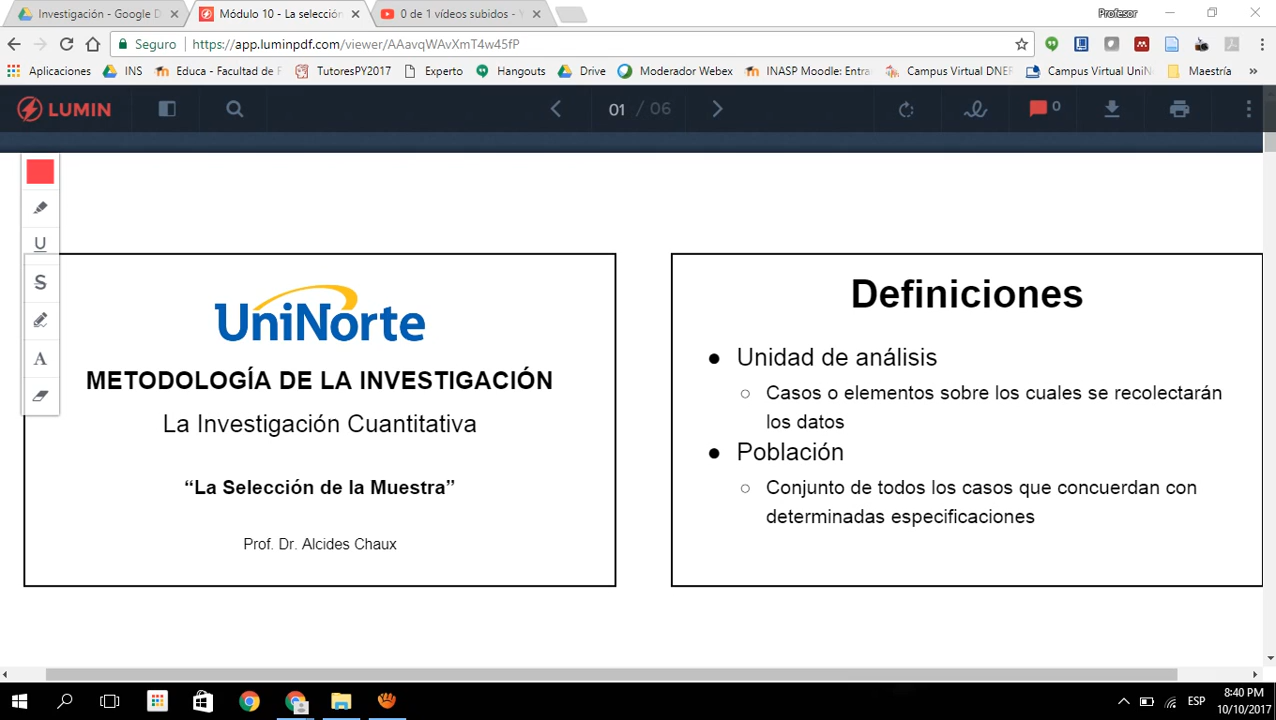 Investigación - Google D
Módulo 10 - La selección
0 de 1 vídeos subidos - Y
Profesor
Seguro
https://app.luminpdf.com/viewer/AAavqWAvXmT4w45fP
Aplicaciones
INS
Educa - Facultad de F
TutoresPY2017
Experto
Hangouts
Drive
Moderador Webex
INASP Moodle: Entra
Campus Virtual DNER
Campus Virtual UniN
Maestría
»
LUMIN
01 / 06
0
U
S
A
UniNorte
METODOLOGÍA DE LA INVESTIGACIÓN
La Investigación Cuantitativa
“La Selección de la Muestra”
Prof. Dr. Alcides Chaux
Definiciones
● Unidad de análisis
○ Casos o elementos sobre los cuales se recolectarán
los datos
● Población
○ Conjunto de todos los casos que concuerdan con
determinadas especificaciones
ESP
8:40 PM
10/10/2017